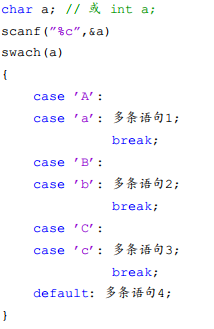 char a; // 或 int a;
scanf(”%c”,&a)
swach(a)
{
case ’A’:
case ’a’: 多条语句1;
break;
case ’B’:
case ’b’: 多条语句2;
break;
case ’C’:
case ’c’: 多条语句3;
break;
default: 多条语句4;
}